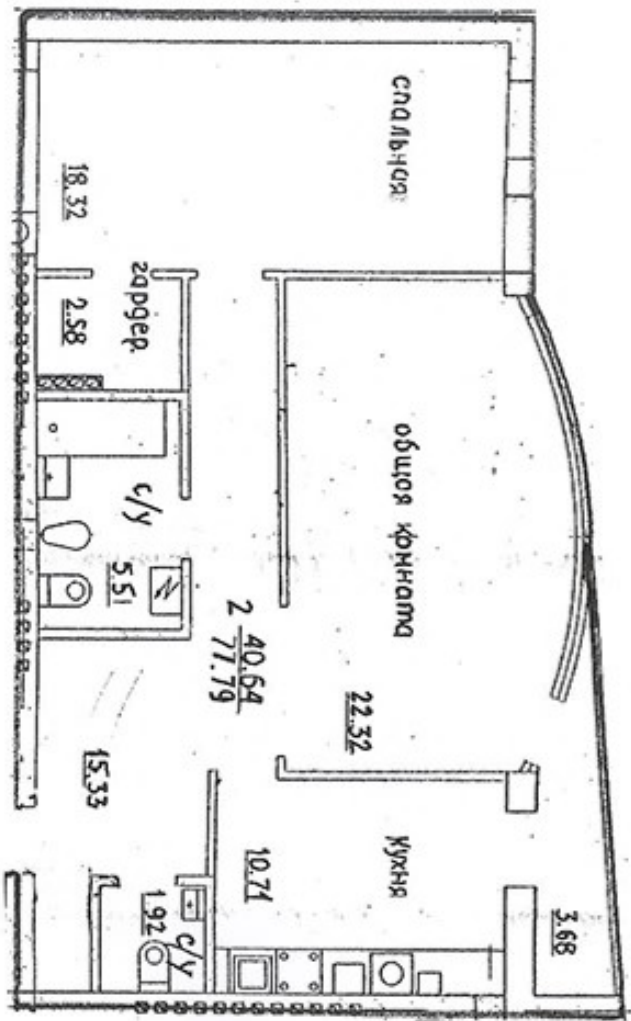 спальная
18.32
гардер.
2.58
общая комната
22.32
с/у
5.51
2 40.64
77.79
15.33
кухня
10.71
1.92
с/у
3.68